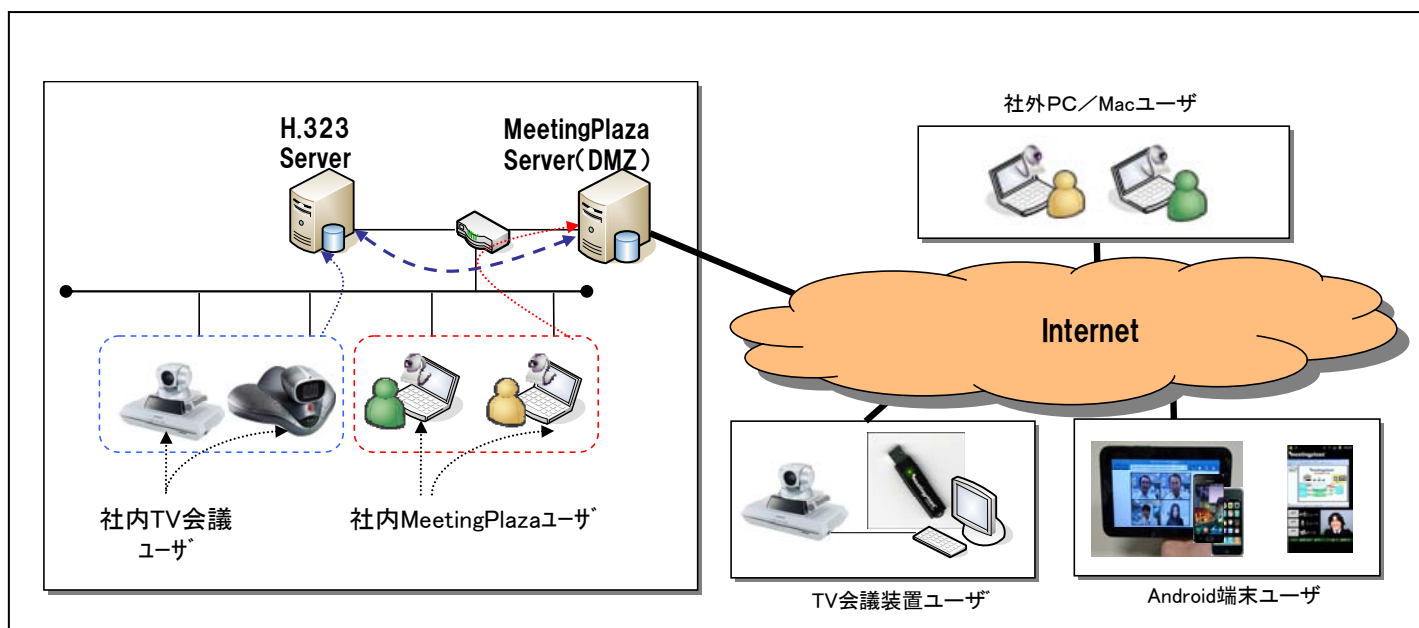 H.323
Server
MeetingPlaza
Server(DMZ)
社内TV会議
ユーザ
社内MeetingPlazaユーザ
社外PC／Macユーザ
Internet
TV会議装置ユーザ
Android端末ユーザ